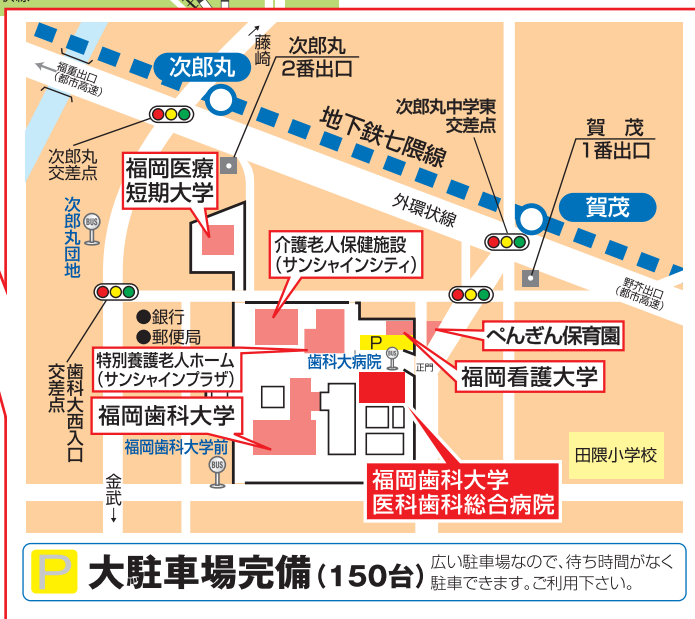 藤崎
次郎丸
2番出口
次郎丸
福重出口
(都市高速)
地下鉄七隈線
次郎丸中学東
交差点
賀 茂
1番出口
次郎丸
交差点
福岡医療
短期大学
外環状線
賀茂
BUS
次郎丸団地
介護老人保健施設
(サンシャインシティ)
野芥出口
(都市高速)
●銀行
●郵便局
P
ぺんぎん保育園
特別養護老人ホーム
(サンシャインプラザ)
歯科大病院
BUS
正門
福岡看護大学
歯科大西入口
交差点
福岡歯科大学
福岡歯科大学前
BUS
田隈小学校
福岡歯科大学
医科歯科総合病院
金武
P 大駐車場完備(150台)
広い駐車場なので、待ち時間がなく
駐車できます。ご利用下さい。